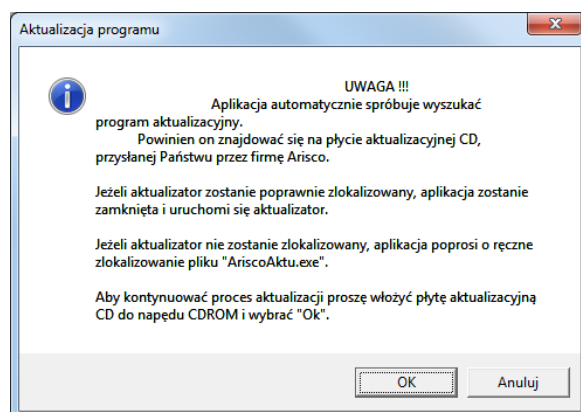 Aktualizacja programu
UWAGA !!!
Aplikacja automatycznie spróbuje wyszukać
program aktualizacyjny.
Powinien on znajdować się na płycie aktualizacyjnej CD,
przysłanej Państwu przez firmę Arisco.
Jeżeli aktualizator zostanie poprawnie zlokalizowany, aplikacja zostanie
zamknięta i uruchomi się aktualizator.
Jeżeli aktualizator nie zostanie zlokalizowany, aplikacja poprosi o ręczne
zlokalizowanie pliku "AriscoAktu.exe".
Aby kontynuować proces aktualizacji proszę włożyć płytę aktualizacyjną
CD do napędu CDROM i wybrać "Ok".
OK Anuluj